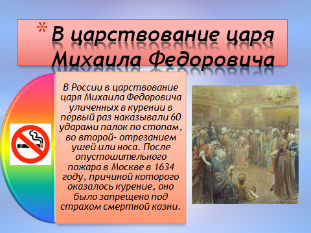 * В царствование царя
Михаила Федоровича
В России в царствование
царя Михаила Федоровича
уличенных в курении в
первый раз наказывали 60
ударами палок по стопам,
во второй- отрезанием
ушей или носа. После
опустошительного
пожара в Москве в 1634
году, причиной которого
оказалось курение, оно
было запрещено под
страхом смертной казни.